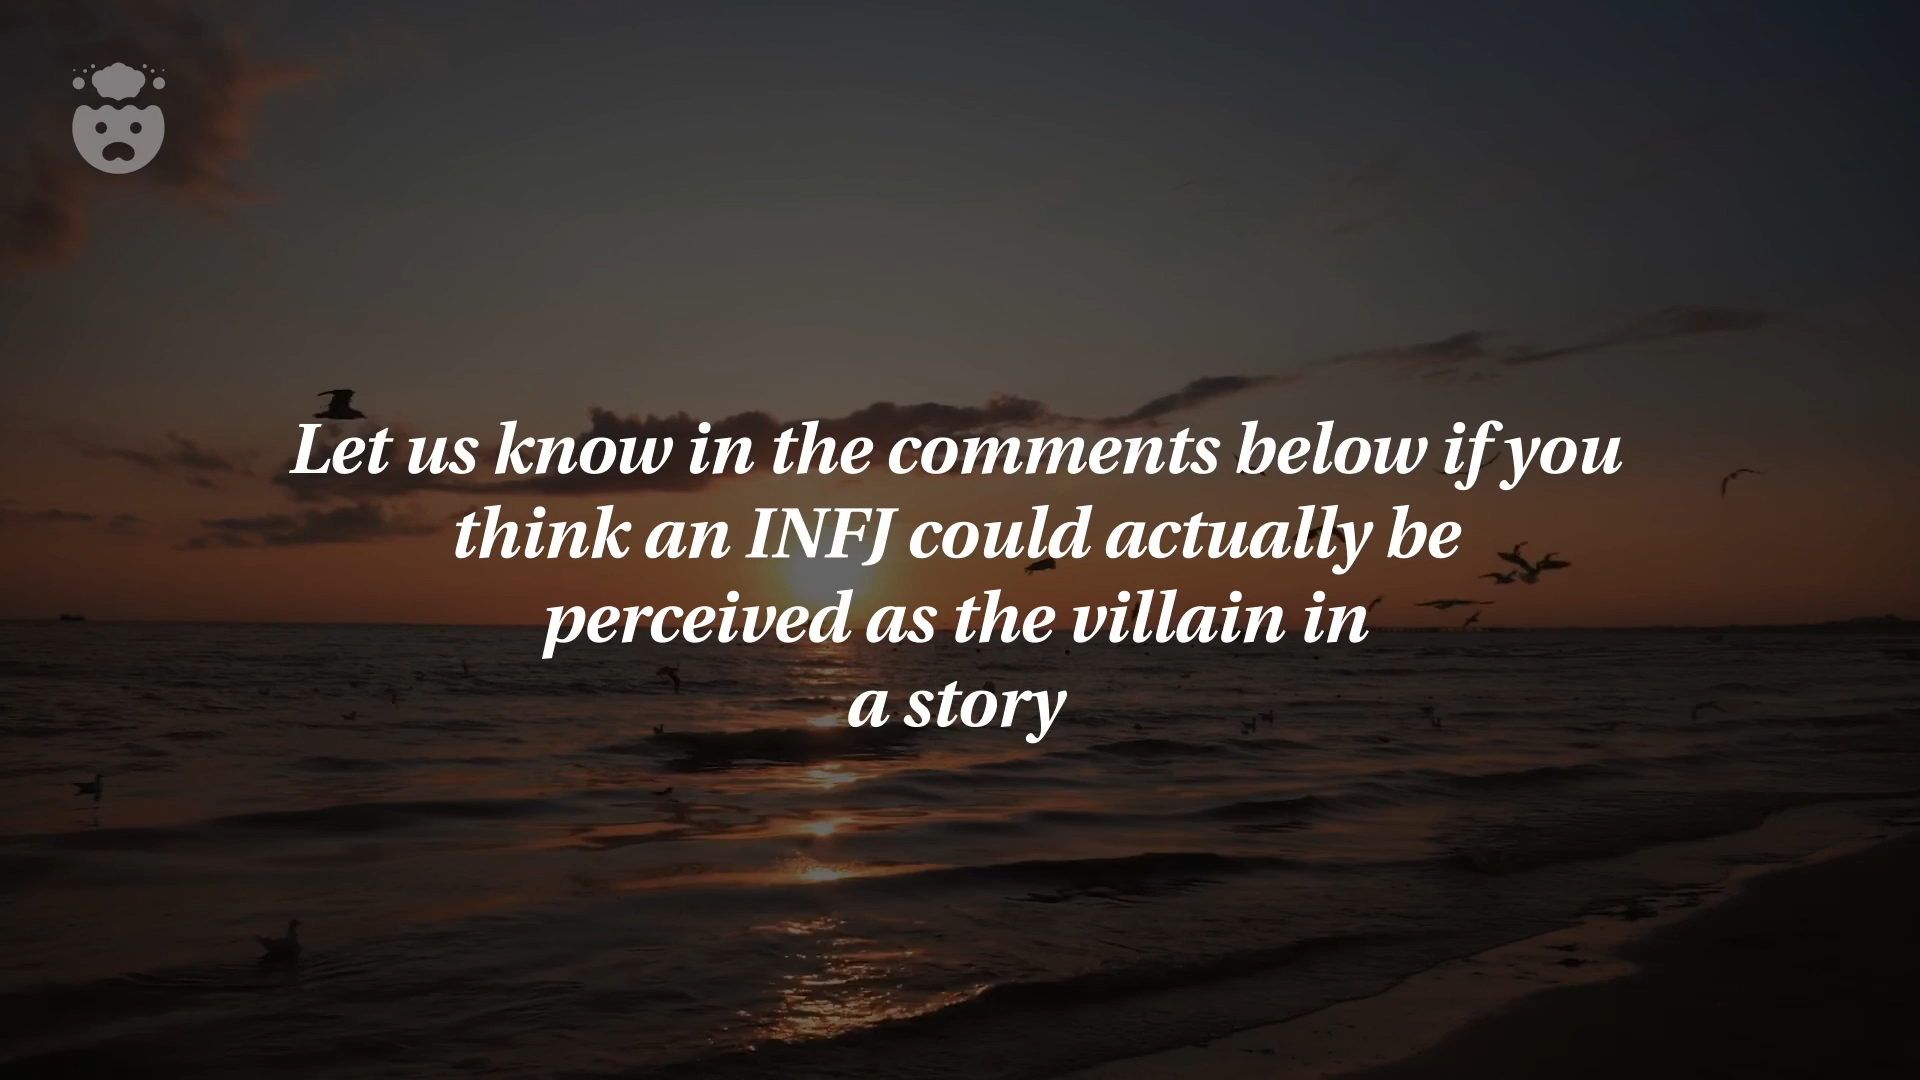 Let us know in the comments below if you
think an INFJ could actually be
perceived as the villain in
a story